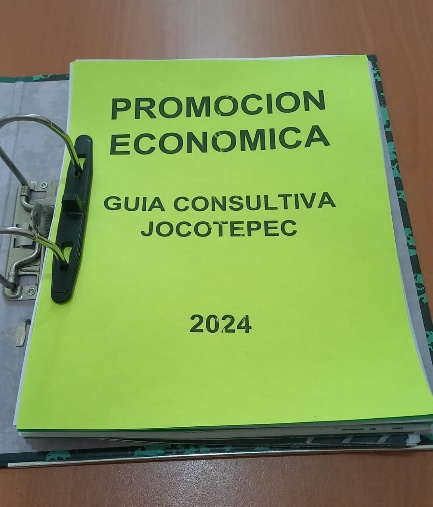 PROMOCION
ECONOMICA
GUIA CONSULTIVA
JOCOTEPEC
2024